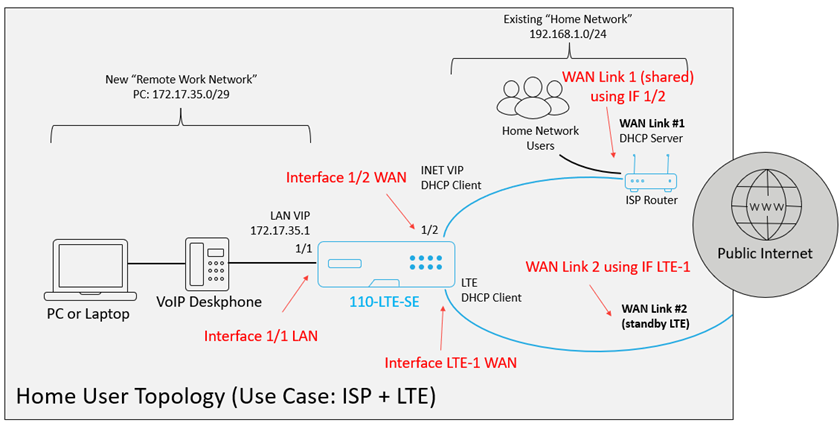 Existing “Home Network”
192.168.1.0/24
New “Remote Work Network”
PC: 172.17.35.0/29
WAN Link 1 (shared)
using IF 1/2
Home Network
Users
WAN Link #1
DHCP Server
ISP Router
INET VIP
DHCP Client
Interface 1/2 WAN
LAN VIP
172.17.35.1
1/1
1/2
WWW
Public Internet
PC or Laptop
VoIP Deskphone
110-LTE-SE
LTE
DHCP Client
WAN Link 2 using IF LTE-1
WAN Link #2
(standby LTE)
Interface 1/1 LAN
Interface LTE-1 WAN
Home User Topology (Use Case: ISP + LTE)